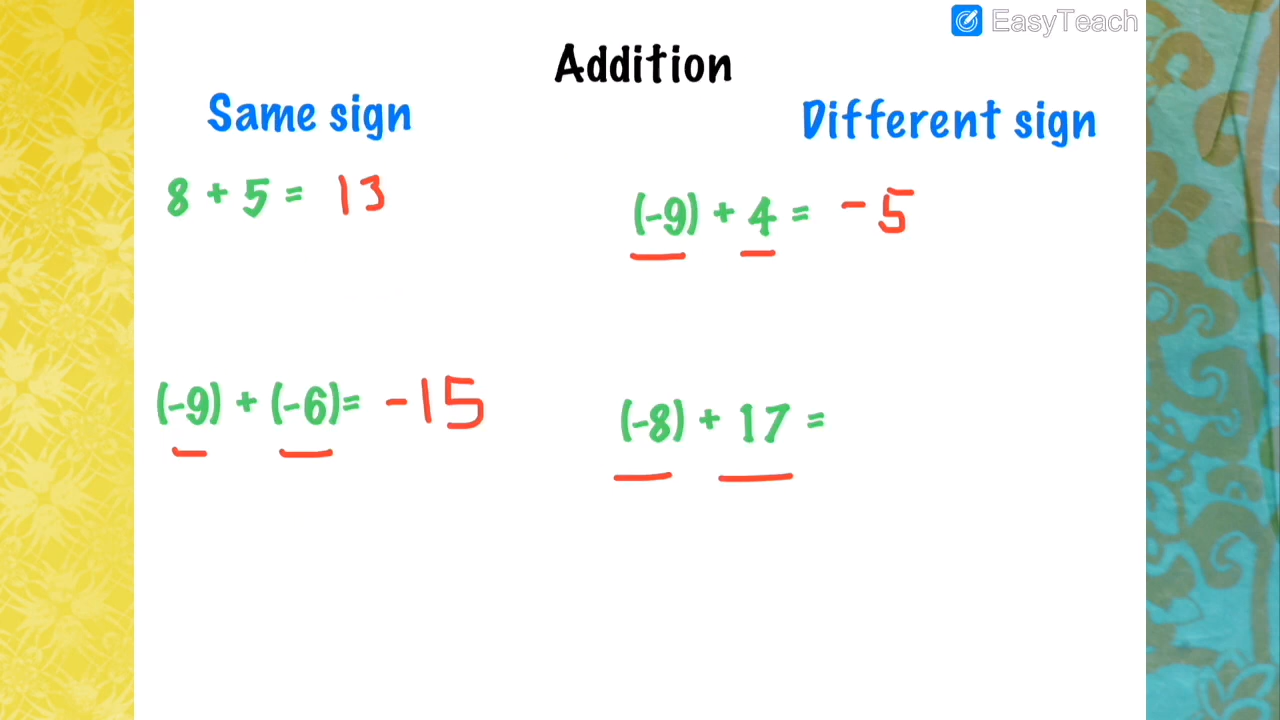 EasyTeach
Addition
Same sign
Different sign
8 + 5 = 13
(-9) + 4 = -5
(-9) + (-6)= -15
(-8) + 17 =